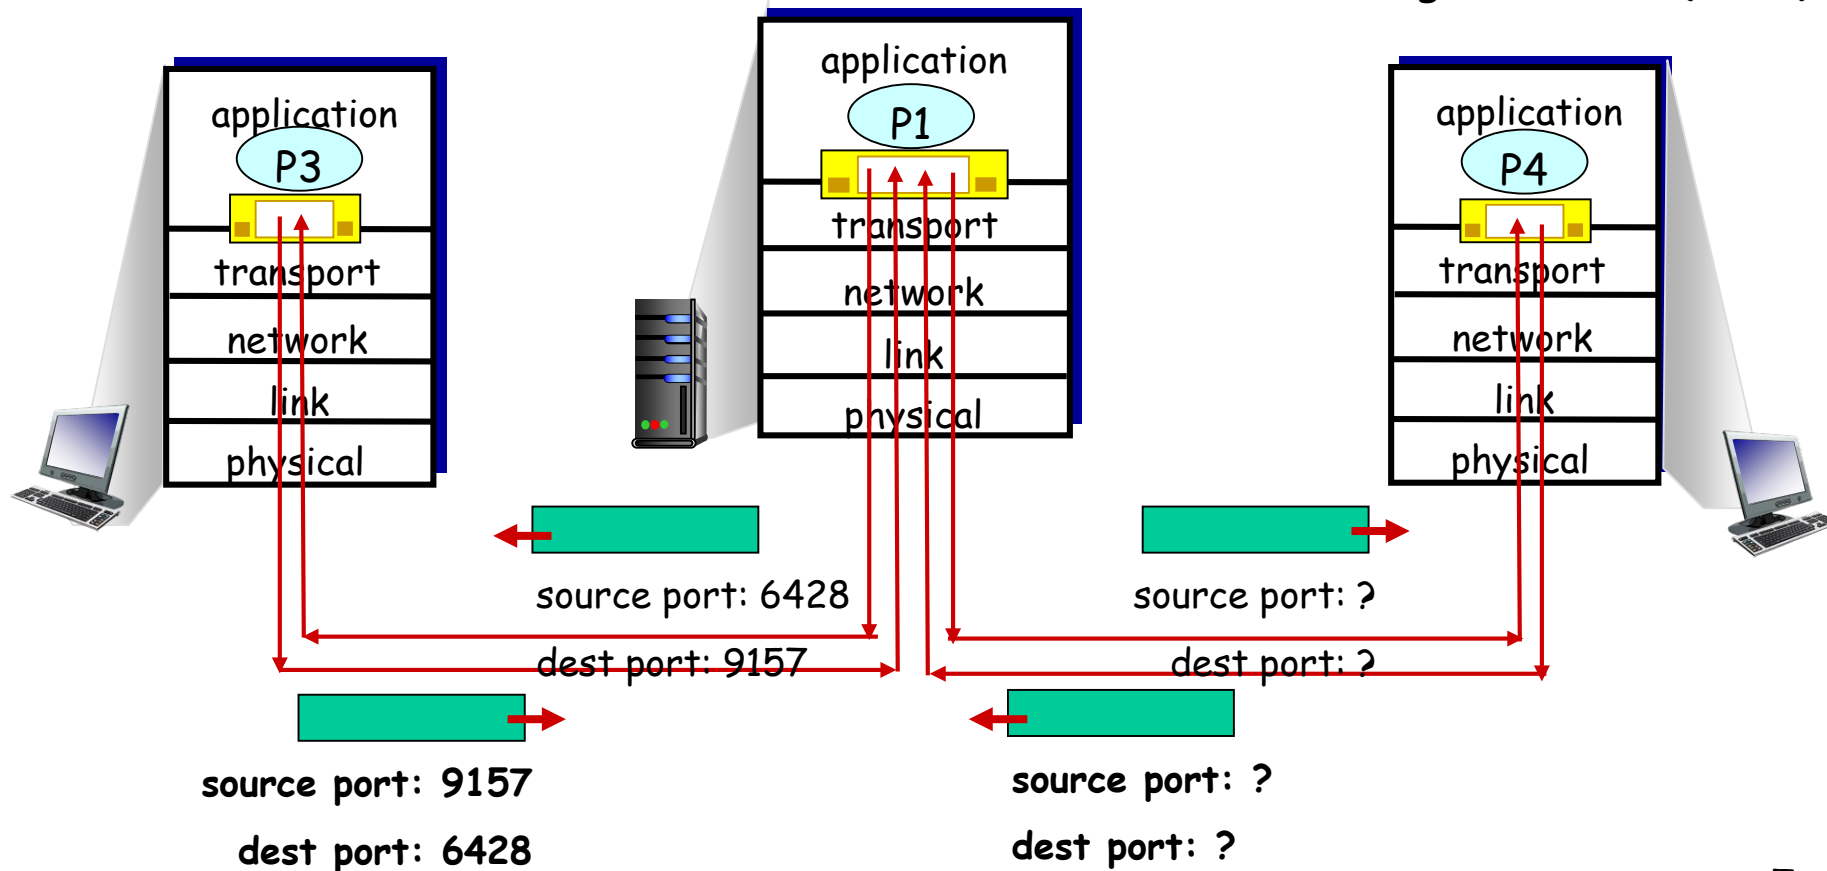 application
P3
transport
network
link
physical
application
P1
transport
network
link
physical
application
P4
transport
network
link
physical
source port: 6428
dest port: 9157
source port: ?
dest port: ?
source port: 9157
dest port: 6428
source port: ?
dest port: ?